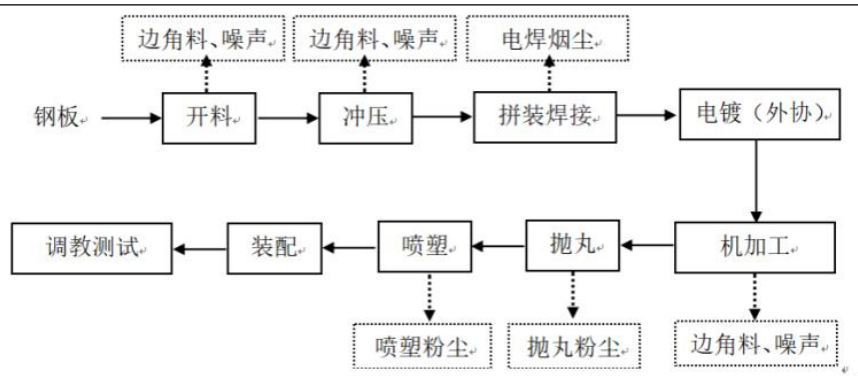 边角料、噪声
边角料、噪声
电焊烟尘
钢板
开料
冲压
拼装焊接
电镀（外协）
调教测试
装配
喷塑
抛丸
机加工
喷塑粉尘
抛丸粉尘
边角料、噪声